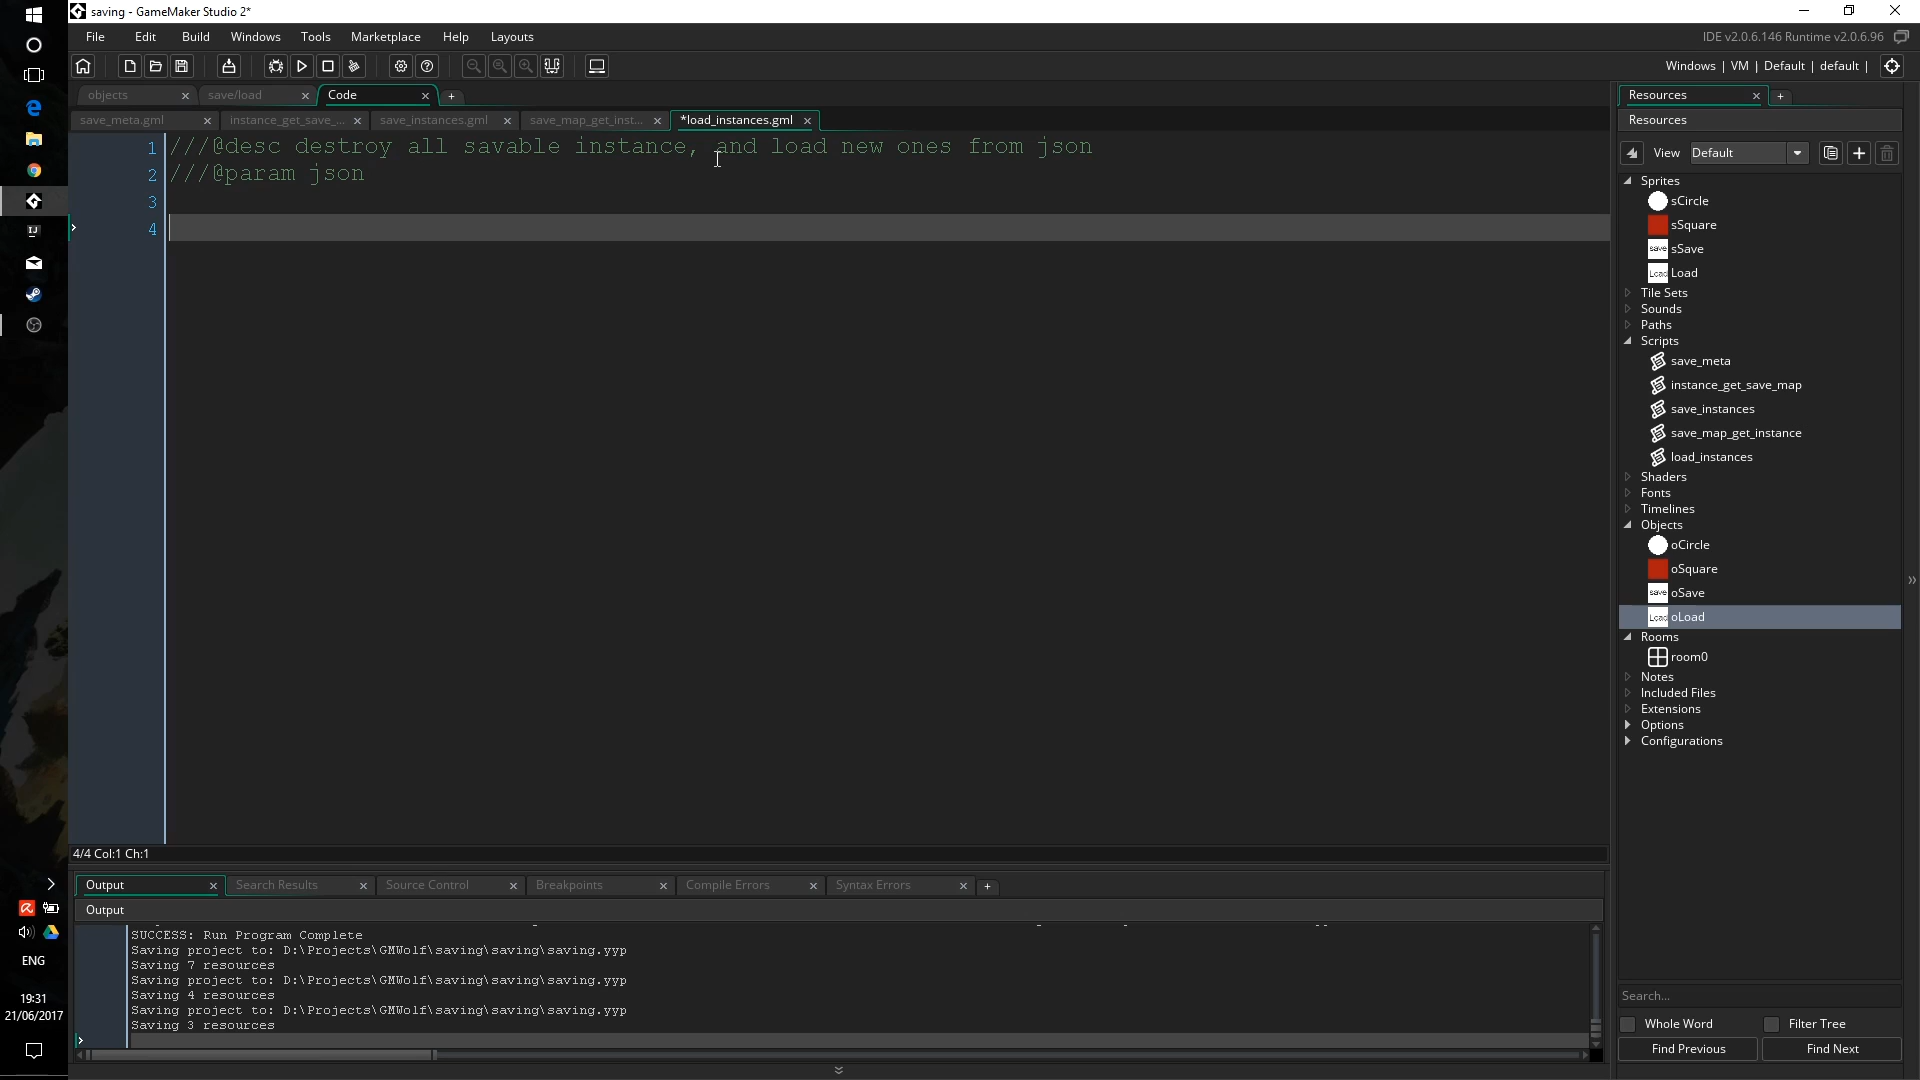 saving - GameMaker Studio 2*
File Edit Build Windows Tools Marketplace Help Layouts
IDE v2.0.6.146 Runtime v2.0.6.96
Windows | VM | Default | default |
objects save/load Code
save_meta.gml instance_get_save_... save_instances.gml save_map_get_inst... *load_instances.gml
1 ///@desc destroy all savable instance, and load new ones from json
2 ///@param json
3
4
4/4 Col:1 Ch:1
Output Search Results Source Control Breakpoints Compile Errors Syntax Errors
Output
SUCCESS: Run Program Complete
Saving project to: D:\Projects\GMWolf\saving\saving\saving.yyp
Saving 7 resources
Saving project to: D:\Projects\GMWolf\saving\saving\saving.yyp
Saving 4 resources
Saving project to: D:\Projects\GMWolf\saving\saving\saving.yyp
Saving 3 resources
Resources
Resources
View Default
Sprites
sCircle
sSquare
save sSave
Load Load
Tile Sets
Sounds
Paths
Scripts
save_meta
instance_get_save_map
save_instances
save_map_get_instance
load_instances
Shaders
Fonts
Timelines
Objects
oCircle
oSquare
save oSave
Load oLoad
Rooms
room0
Notes
Included Files
Extensions
Options
Configurations
Search...
Whole Word Filter Tree
Find Previous Find Next
IJ
ENG
19:31
21/06/2017